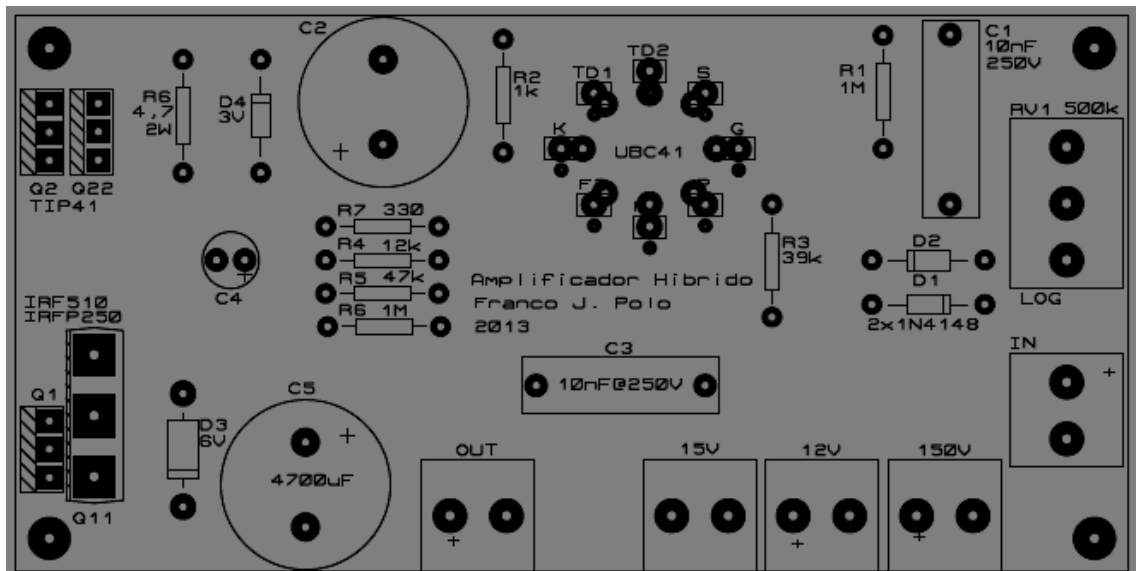 C2
C1
10nF
250V
R6
4,7
2W
D4
3V
R2
1k
TD1
TD2
S
K
G
UBC41
R1
1M
RV1 500k
LOG
Q2
Q22
TIP41
R7 330
R4 12k
R5 47k
R6 1M
C4
Amplificador Híbrido
Franco J. Polo
2013
R3
39k
D2
D1
2x1N4148
IRF510
IRFP250
Q1
Q11
D3
6V
C5
4700uF
C3
10nF@250V
IN
OUT
15V
12V
150V